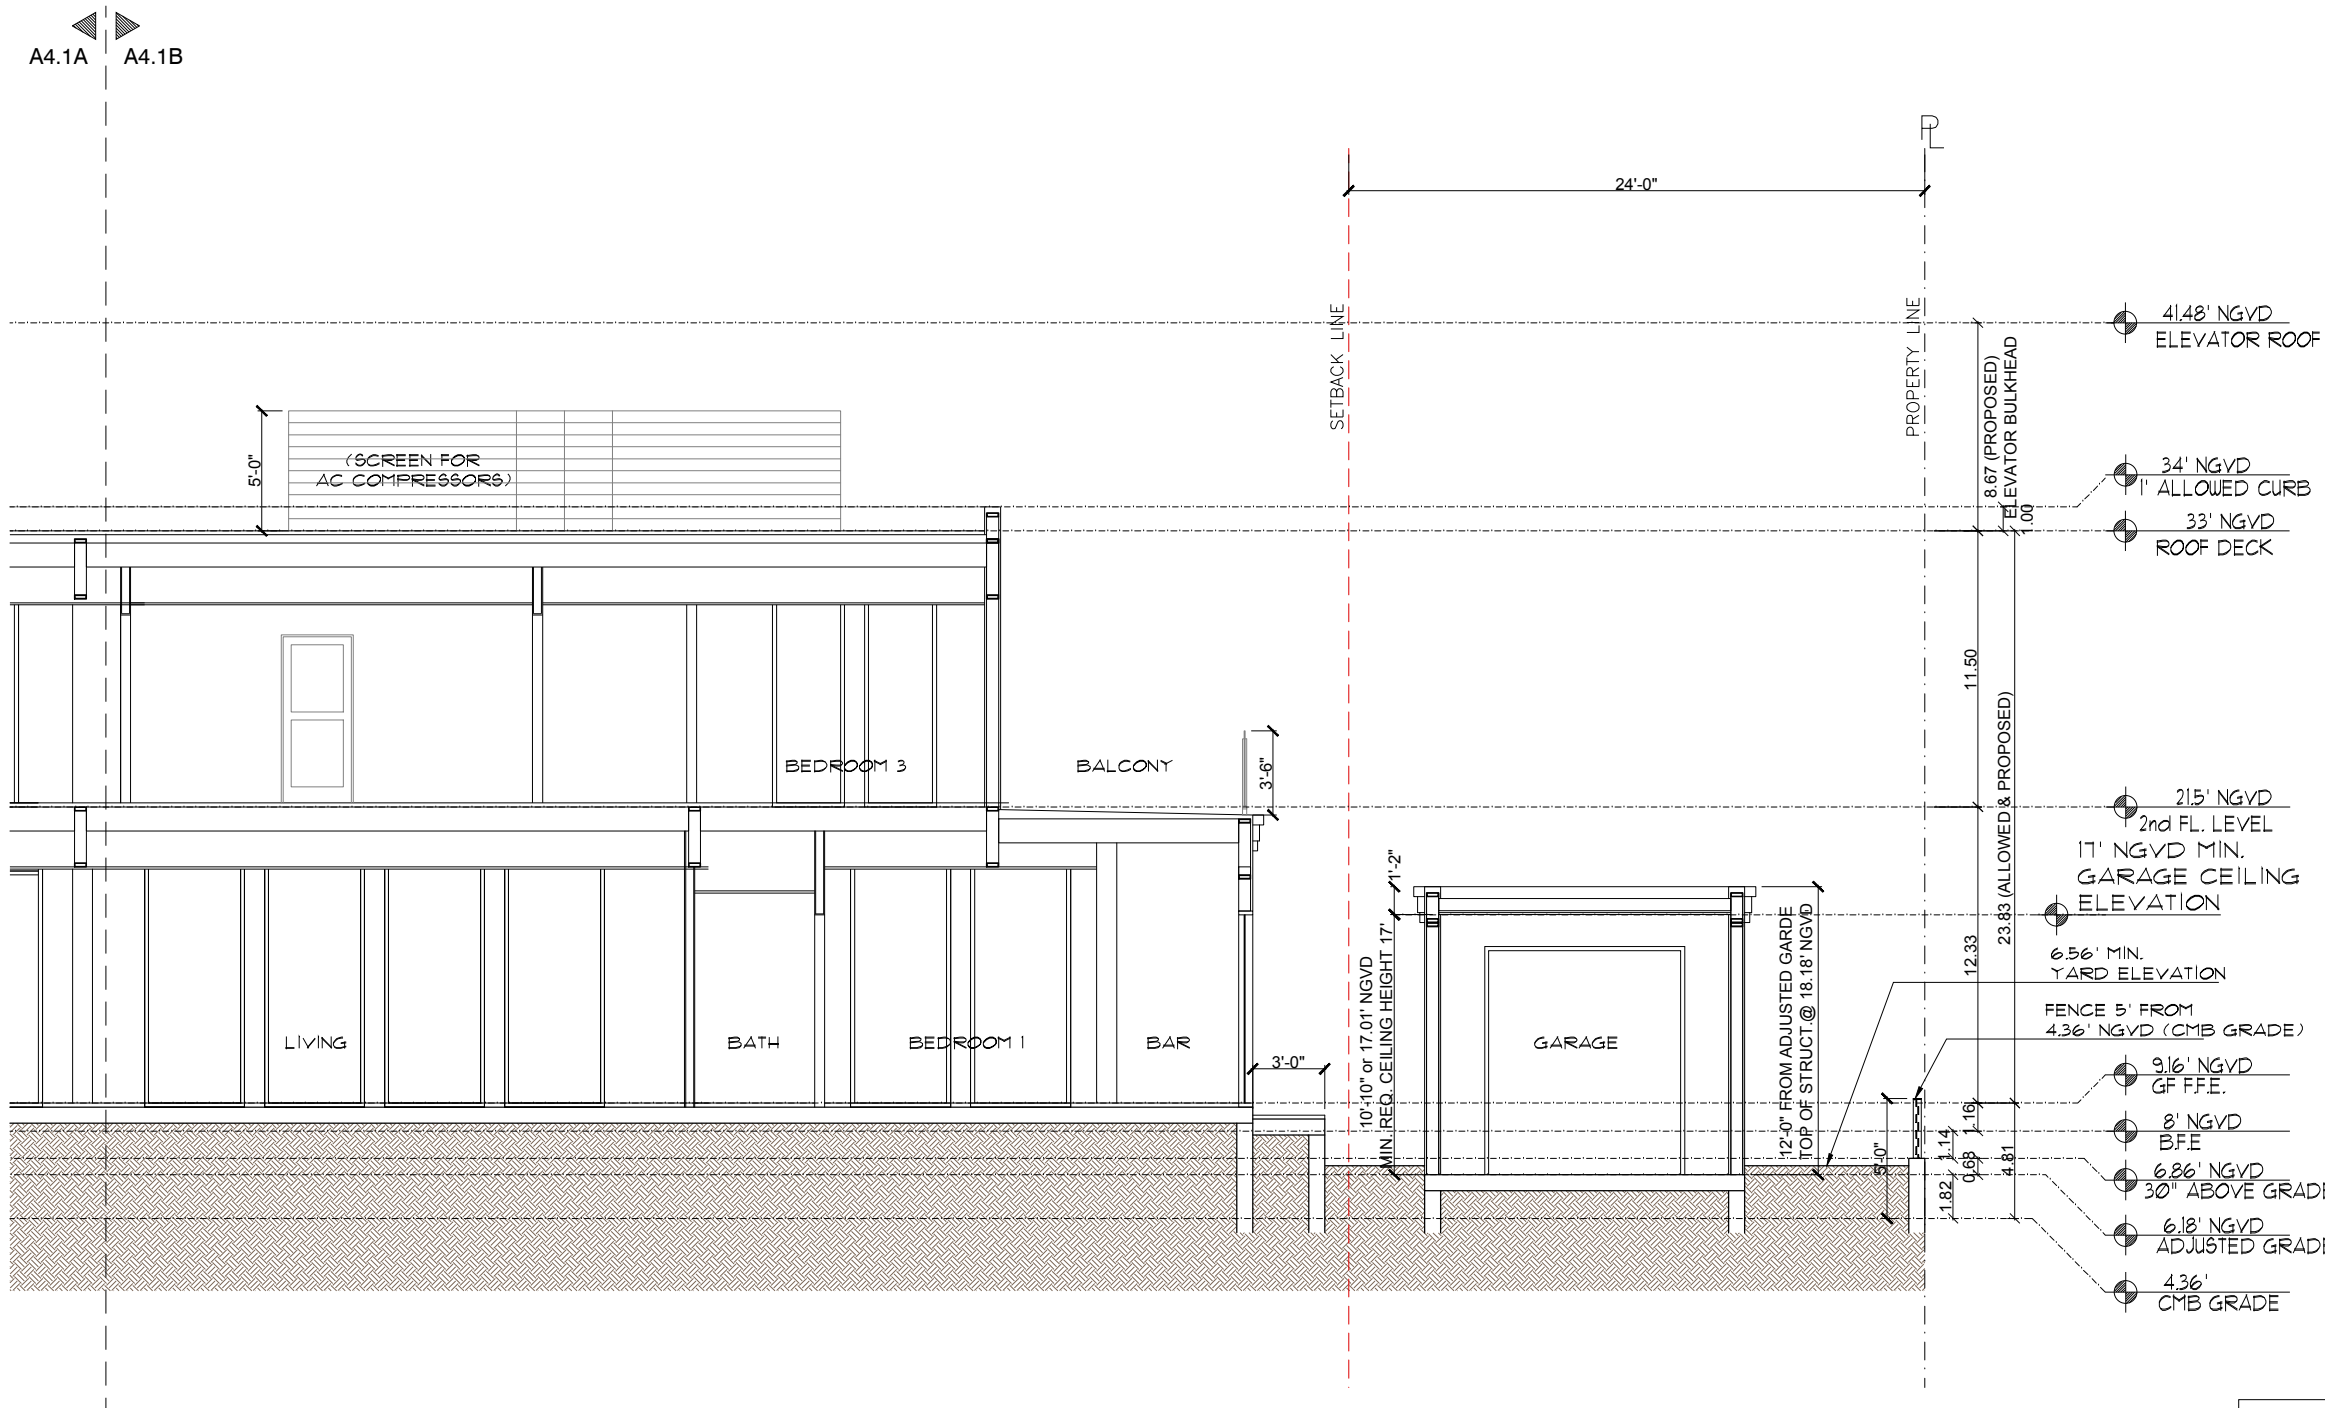 A4.1A
A4.1B
PL
24'-0"
SETBACK LINE
PROPERTY LINE
41.48' NGVD
ELEVATOR ROOF
8.67 (PROPOSED)
ELEVATOR BULKHEAD
34' NGVD
1' ALLOWED CURB
1.00
33' NGVD
ROOF DECK
5'-0"
(SCREEN FOR
AC COMPRESSORS)
11.50
23.83 (ALLOWED & PROPOSED)
BEDROOM 3
BALCONY
3'-6"
21.5' NGVD
2nd FL. LEVEL
17' NGVD MIN.
GARAGE CEILING
ELEVATION
1'-2"
10'-10" or 17.01' NGVD
MIN. REQ. CEILING HEIGHT 17'
12'-0" FROM ADJUSTED GARDE
TOP OF STRUCT.@ 18.18' NGVD
12.33
6.56' MIN.
YARD ELEVATION
FENCE 5' FROM
4.36' NGVD (CMB GRADE)
LIVING
BATH
BEDROOM 1
BAR
GARAGE
3'-0"
9.16' NGVD
GF F.F.E.
1.16
8' NGVD
B.F.E
1.14
5'-0"
0.68
4.81
6.86' NGVD
30" ABOVE GRADE
1.82
6.18' NGVD
ADJUSTED GRADE
4.36'
CMB GRADE